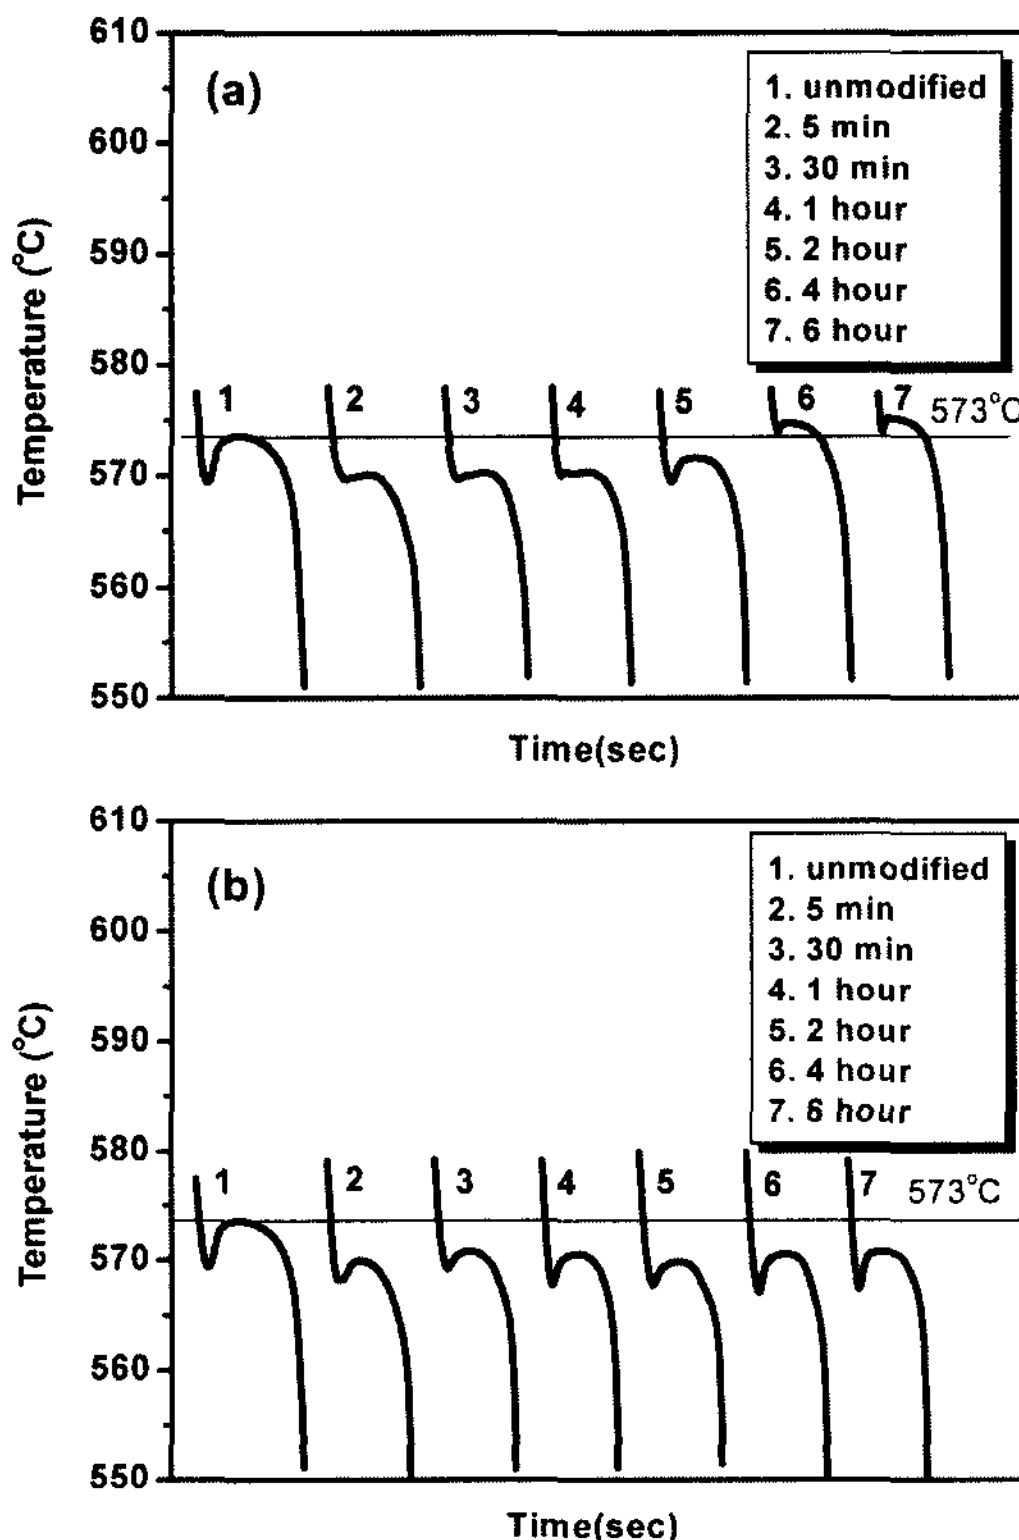 610
(a)
1. unmodified
2. 5 min
3. 30 min
4. 1 hour
5. 2 hour
6. 4 hour
7. 6 hour
600
590
580
570
560
550
Temperature (°C)
1 2 3 4 5 6 7 573°C
Time(sec)
610
(b)
1. unmodified
2. 5 min
3. 30 min
4. 1 hour
5. 2 hour
6. 4 hour
7. 6 hour
600
590
580
570
560
550
Temperature (°C)
1 2 3 4 5 6 7 573°C
Time(sec)